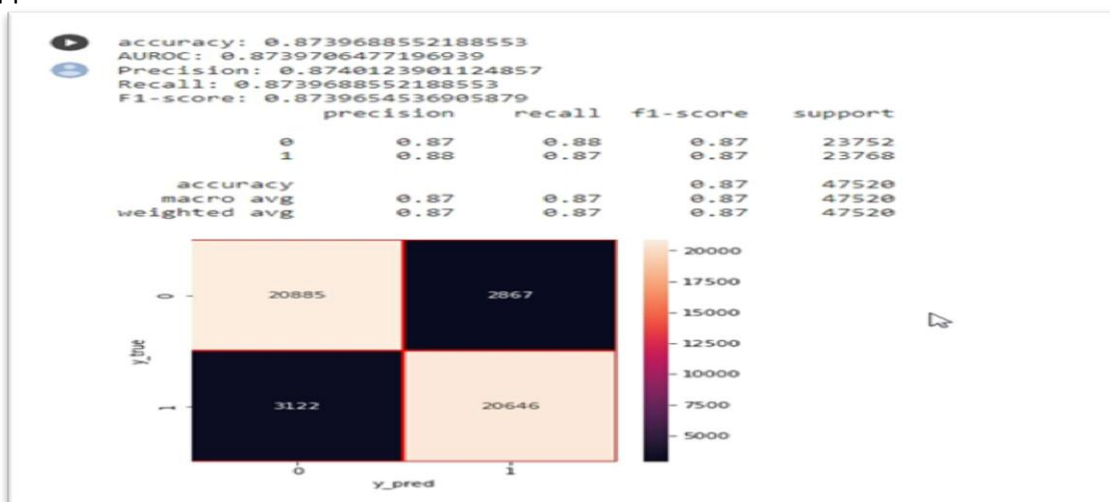 accuracy: 0.8739688552188553
AUROC: 0.8739706477196939
Precision: 0.8740123901124857
Recall: 0.8739688552188553
F1-score: 0.8739654536905879
precision recall f1-score support
0 0.87 0.88 0.87 23752
1 0.88 0.87 0.87 23768
accuracy 0.87 47520
macro avg 0.87 0.87 0.87 47520
weighted avg 0.87 0.87 0.87 47520
20000
17500
15000
12500
10000
7500
5000
0 20885 2867
y_true
1 3122 20646
0 1
y_pred